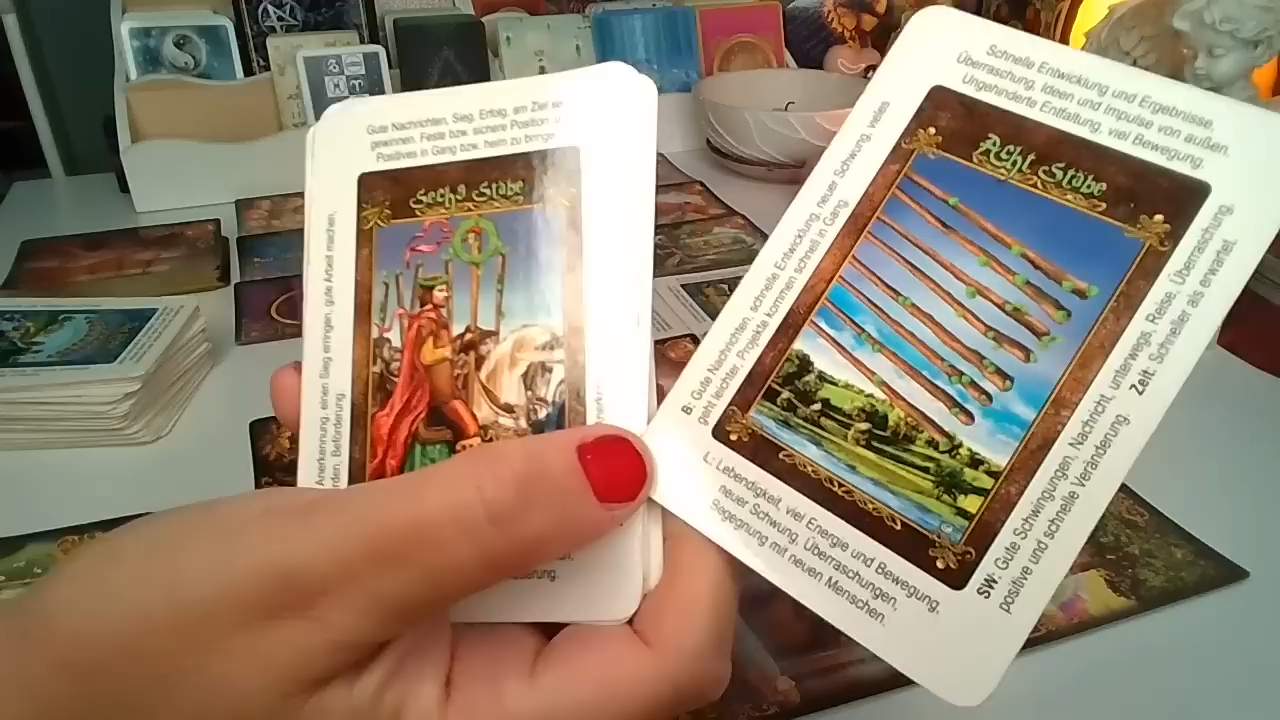 Gute Nachrichten, Sieg, Erfolg, am Ziel
gewinnen. Feste bzw. sichere Position
Positives in Gang bzw. heim zu bringe
Sechs Stäbe
Anerkennung, einen Sieg erringen, gute Arbeit machen,
rden, Beförderung
Schnelle Entwicklung und Ergebnisse,
Überraschung, Ideen und Impulse von außen.
Ungehinderte Entfaltung, viel Bewegung.
Acht Stäbe
B: Gute Nachrichten, schnelle Entwicklung, neuer Schwung, vieles
geht leichter, Projekte kommen schnell in Gang
L: Lebendigkeit, viel Energie und Bewegung,
neuer Schwung, Überraschungen,
Begegnung mit neuen Menschen.
SW: Gute Schwingungen, Nachricht, unterwegs, Reise, Überraschung,
positive und schnelle Veränderung. Zeit: Schneller als erwartet.